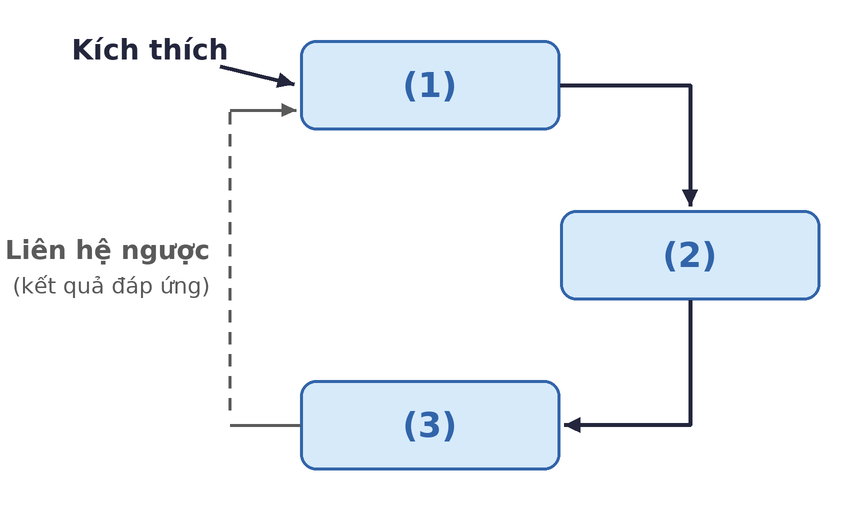 Kích thích
(1)
(2)
Liên hệ ngược
(kết quả đáp ứng)
(3)